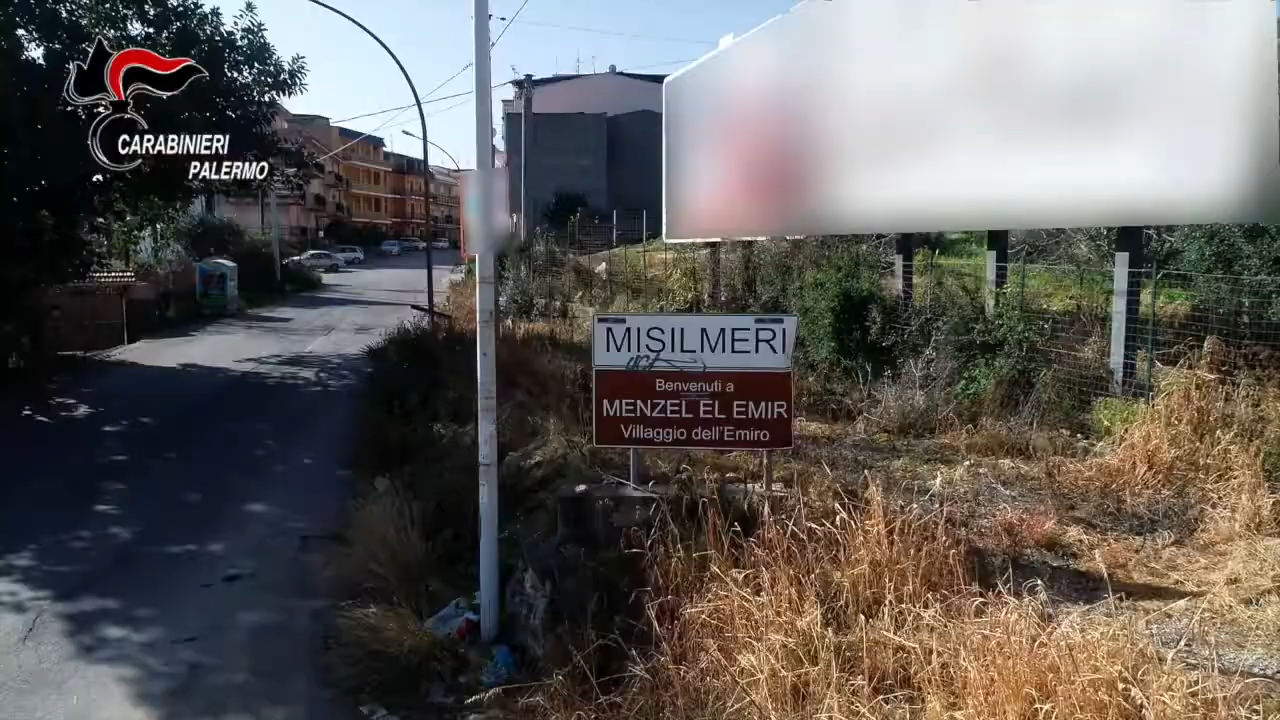 CARABINIERI
PALERMO
MISILMERI
Benvenuti a
MENZEL EL EMIR
Villaggio dell'Emiro